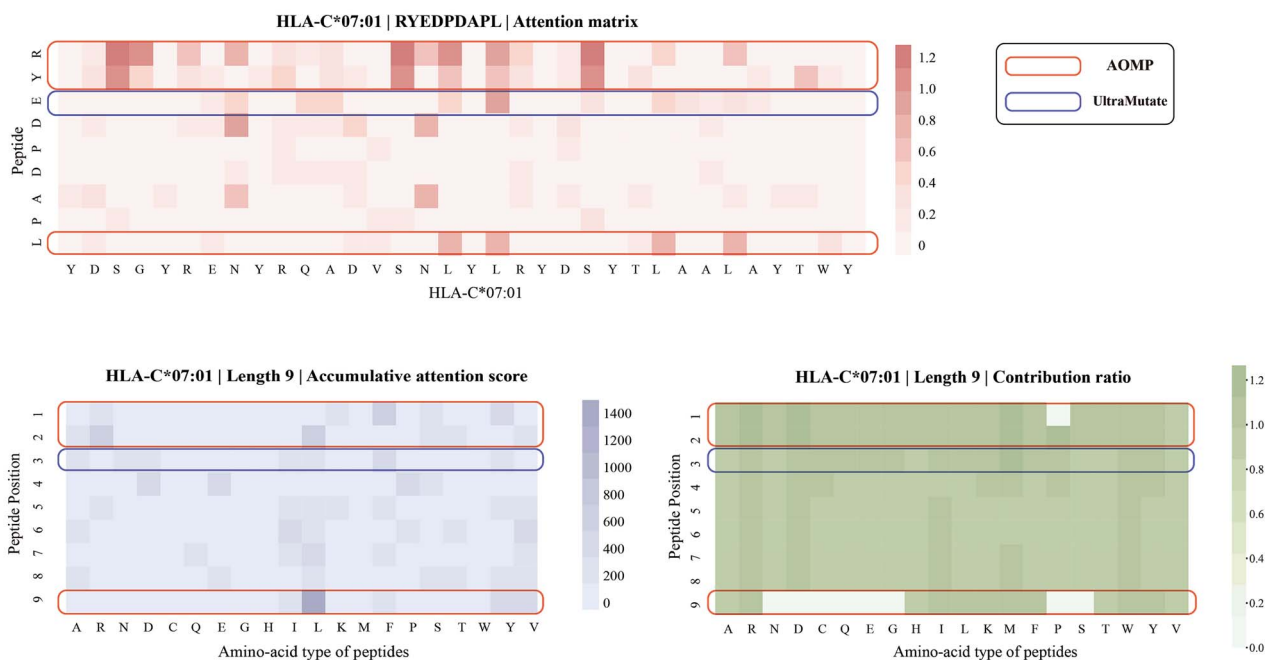 HLA-C*07:01 | RYEDPDAPL | Attention matrix
Peptide
R
Y
E
D
P
D
A
P
L
Y D S G Y R E N Y R Q A D V S N L Y L R Y D S Y T L A A L A Y T W Y
HLA-C*07:01
1.2
1.0
0.8
0.6
0.4
0.2
0
AOMP
UltraMutate
HLA-C*07:01 | Length 9 | Accumulative attention score
Peptide Position
1
2
3
4
5
6
7
8
9
A R N D C Q E G H I L K M F P S T W Y V
Amino-acid type of peptides
1400
1200
1000
800
600
400
200
0
HLA-C*07:01 | Length 9 | Contribution ratio
Peptide Position
1
2
3
4
5
6
7
8
9
A R N D C Q E G H I L K M F P S T W Y V
Amino-acid type of peptides
1.2
1.0
0.8
0.6
0.4
0.2
0.0